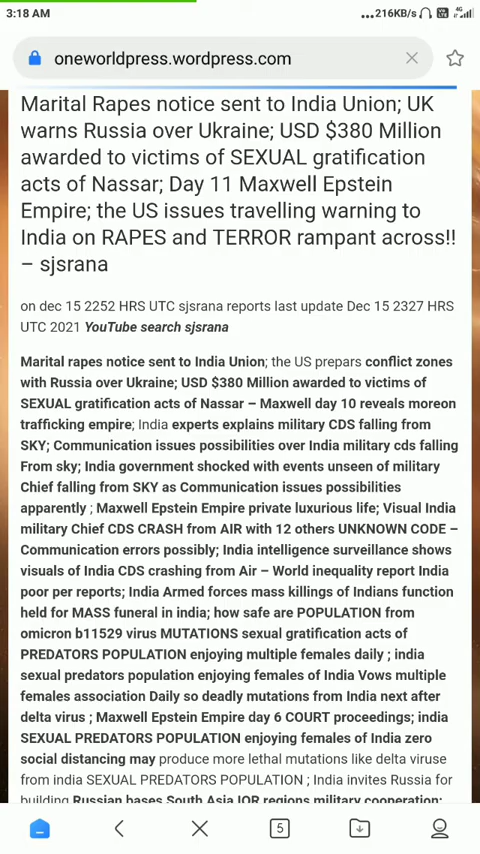 3:18 AM
...216KB/s
4G
oneworldpress.wordpress.com
Marital Rapes notice sent to India Union; UK
warns Russia over Ukraine; USD $380 Million
awarded to victims of SEXUAL gratification
acts of Nassar; Day 11 Maxwell Epstein
Empire; the US issues travelling warning to
India on RAPES and TERROR rampant across!!
– sjsrana
on dec 15 2252 HRS UTC sjsrana reports last update Dec 15 2327 HRS
UTC 2021 YouTube search sjsrana
Marital rapes notice sent to India Union; the US prepars conflict zones
with Russia over Ukraine; USD $380 Million awarded to victims of
SEXUAL gratification acts of Nassar – Maxwell day 10 reveals moreon
trafficking empire; India experts explains military CDS falling from
SKY; Communication issues possibilities over India military cds falling
From sky; India government shocked with events unseen of military
Chief falling from SKY as Communication issues possibilities
apparently ; Maxwell Epstein Empire private luxurious life; Visual India
military Chief CDS CRASH from AIR with 12 others UNKNOWN CODE –
Communication errors possibly; India intelligence surveillance shows
visuals of India CDS crashing from Air – World inequality report India
poor per reports; India Armed forces mass killings of Indians function
held for MASS funeral in india; how safe are POPULATION from
omicron b11529 virus MUTATIONS sexual gratification acts of
PREDATORS POPULATION enjoying multiple females daily ; india
sexual predators population enjoying females of India Vows multiple
females association Daily so deadly mutations from India next after
delta virus ; Maxwell Epstein Empire day 6 COURT proceedings; india
SEXUAL PREDATORS POPULATION enjoying females of India zero
social distancing may produce more lethal mutations like delta viruse
from india SEXUAL PREDATORS POPULATION ; India invites Russia for
building Russian bases South Asia IOR regions military cooperation;
5